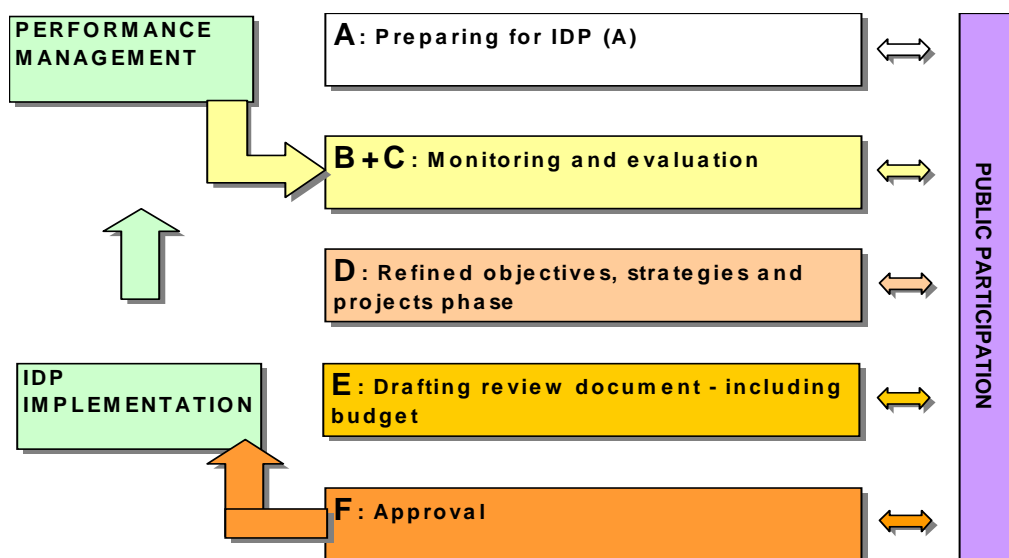 PERFORMANCE
MANAGEMENT
A: Preparing for IDP (A)
B + C: Monitoring and evaluation
D: Refined objectives, strategies and
projects phase
IDP
IMPLEMENTATION
E: Drafting review document - including
budget
F: Approval
PUBLIC PARTICIPATION